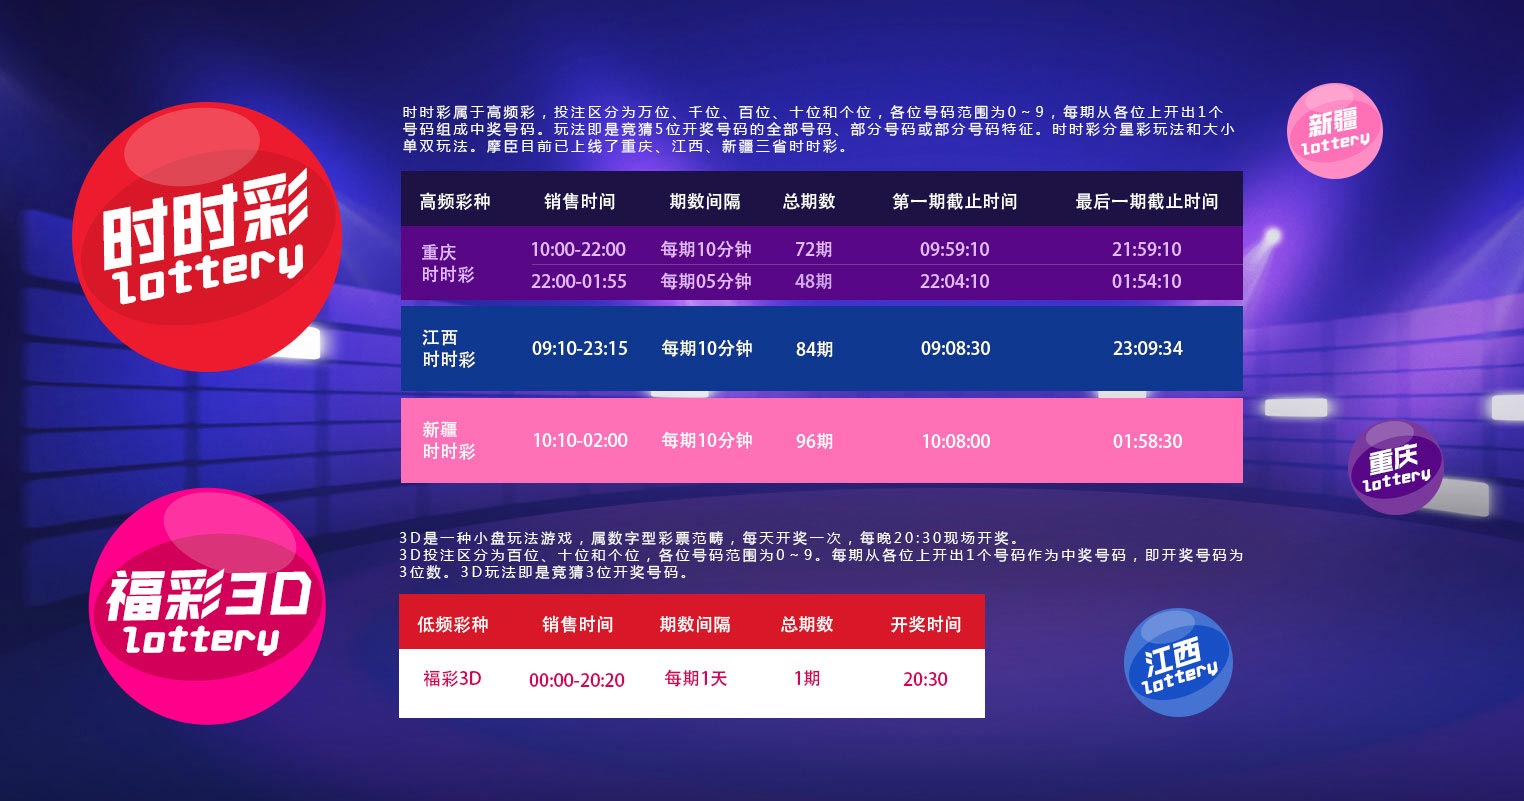 时时彩
lottery
时时彩属于高频彩，投注区分为万位、千位、百位、十位和个位，各位号码范围为0～9，每期从各位上开出1个
号码组成中奖号码。玩法即是竞猜5位开奖号码的全部号码、部分号码或部分号码特征。时时彩分星彩玩法和大小
单双玩法。摩臣目前已上线了重庆、江西、新疆三省时时彩。
新疆
lottery
高频彩种 销售时间 期数间隔 总期数 第一期截止时间 最后一期截止时间
重庆
时时彩
10:00-22:00 每期10分钟 72期 09:59:10 21:59:10
22:00-01:55 每期05分钟 48期 22:04:10 01:54:10
江西
时时彩
09:10-23:15 每期10分钟 84期 09:08:30 23:09:34
新疆
时时彩
10:10-02:00 每期10分钟 96期 10:08:00 01:58:30
重庆
lottery
福彩3D
lottery
3D是一种小盘玩法游戏，属数字型彩票范畴，每天开奖一次，每晚20:30现场开奖。
3D投注区分为百位、十位和个位，各位号码范围为0～9。每期从各位上开出1个号码作为中奖号码，即开奖号码为
3位数。3D玩法即是竞猜3位开奖号码。
低频彩种 销售时间 期数间隔 总期数 开奖时间
福彩3D 00:00-20:20 每期1天 1期 20:30
江西
lottery